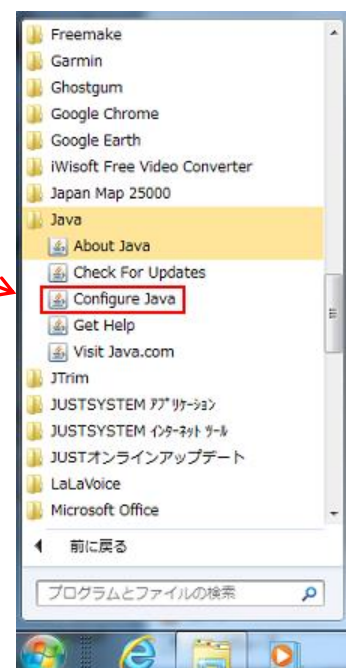 Freemake
Garmin
Ghostgum
Google Chrome
Google Earth
iWisoft Free Video Converter
Japan Map 25000
Java
About Java
Check For Updates
Configure Java
Get Help
Visit Java.com
JTrim
JUSTSYSTEM ｱﾌﾟﾘｹｰｼｮﾝ
JUSTSYSTEM ｲﾝﾀｰﾈｯﾄ ﾂｰﾙ
JUSTオンラインアップデート
LaLaVoice
Microsoft Office
前に戻る
プログラムとファイルの検索